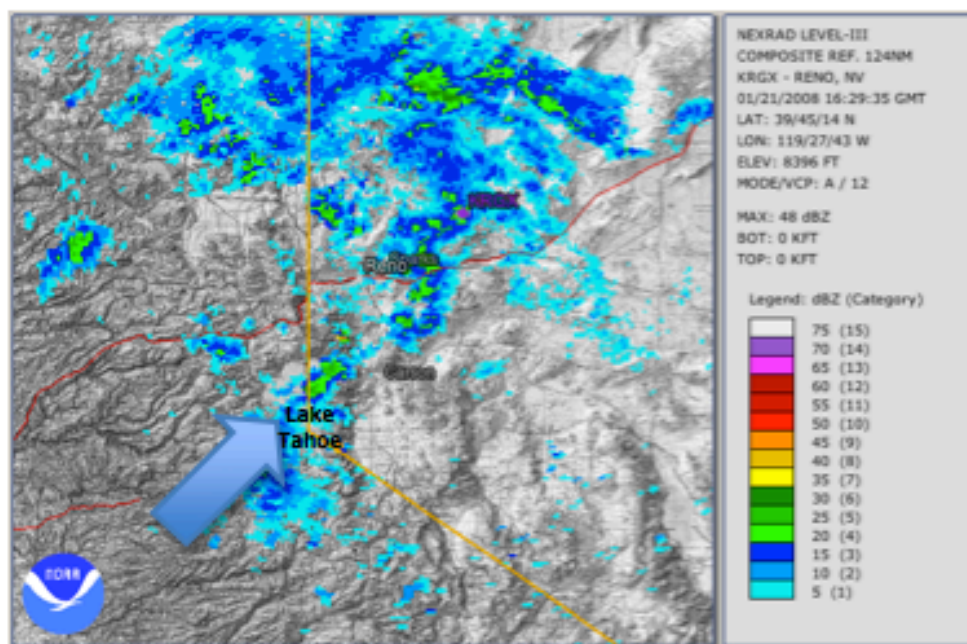 NEXRAD LEVEL-III
COMPOSITE REF. 124NM
KRGX - RENO, NV
01/21/2008 16:29:35 GMT
LAT: 39/45/14 N
LON: 119/27/43 W
ELEV: 8396 FT
MODE/VCP: A / 12
MAX: 48 dBZ
BOT: 0 KFT
TOP: 0 KFT
Legend: dBZ (Category)
75 (15)
70 (14)
65 (13)
60 (12)
55 (11)
50 (10)
45 (9)
40 (8)
35 (7)
30 (6)
25 (5)
20 (4)
15 (3)
10 (2)
5 (1)
Reno
Carson
Lake
Tahoe
NOAA